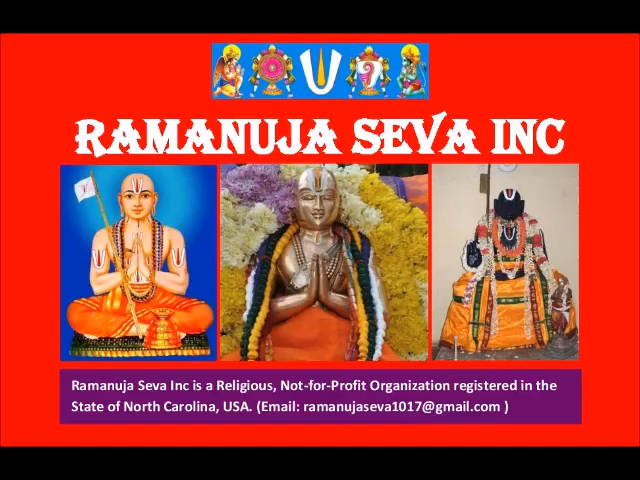 RAMANUJA SEVA INC
Ramanuja Seva Inc is a Religious, Not-for-Profit Organization registered in the
State of North Carolina, USA. (Email: ramanujaseva1017@gmail.com )